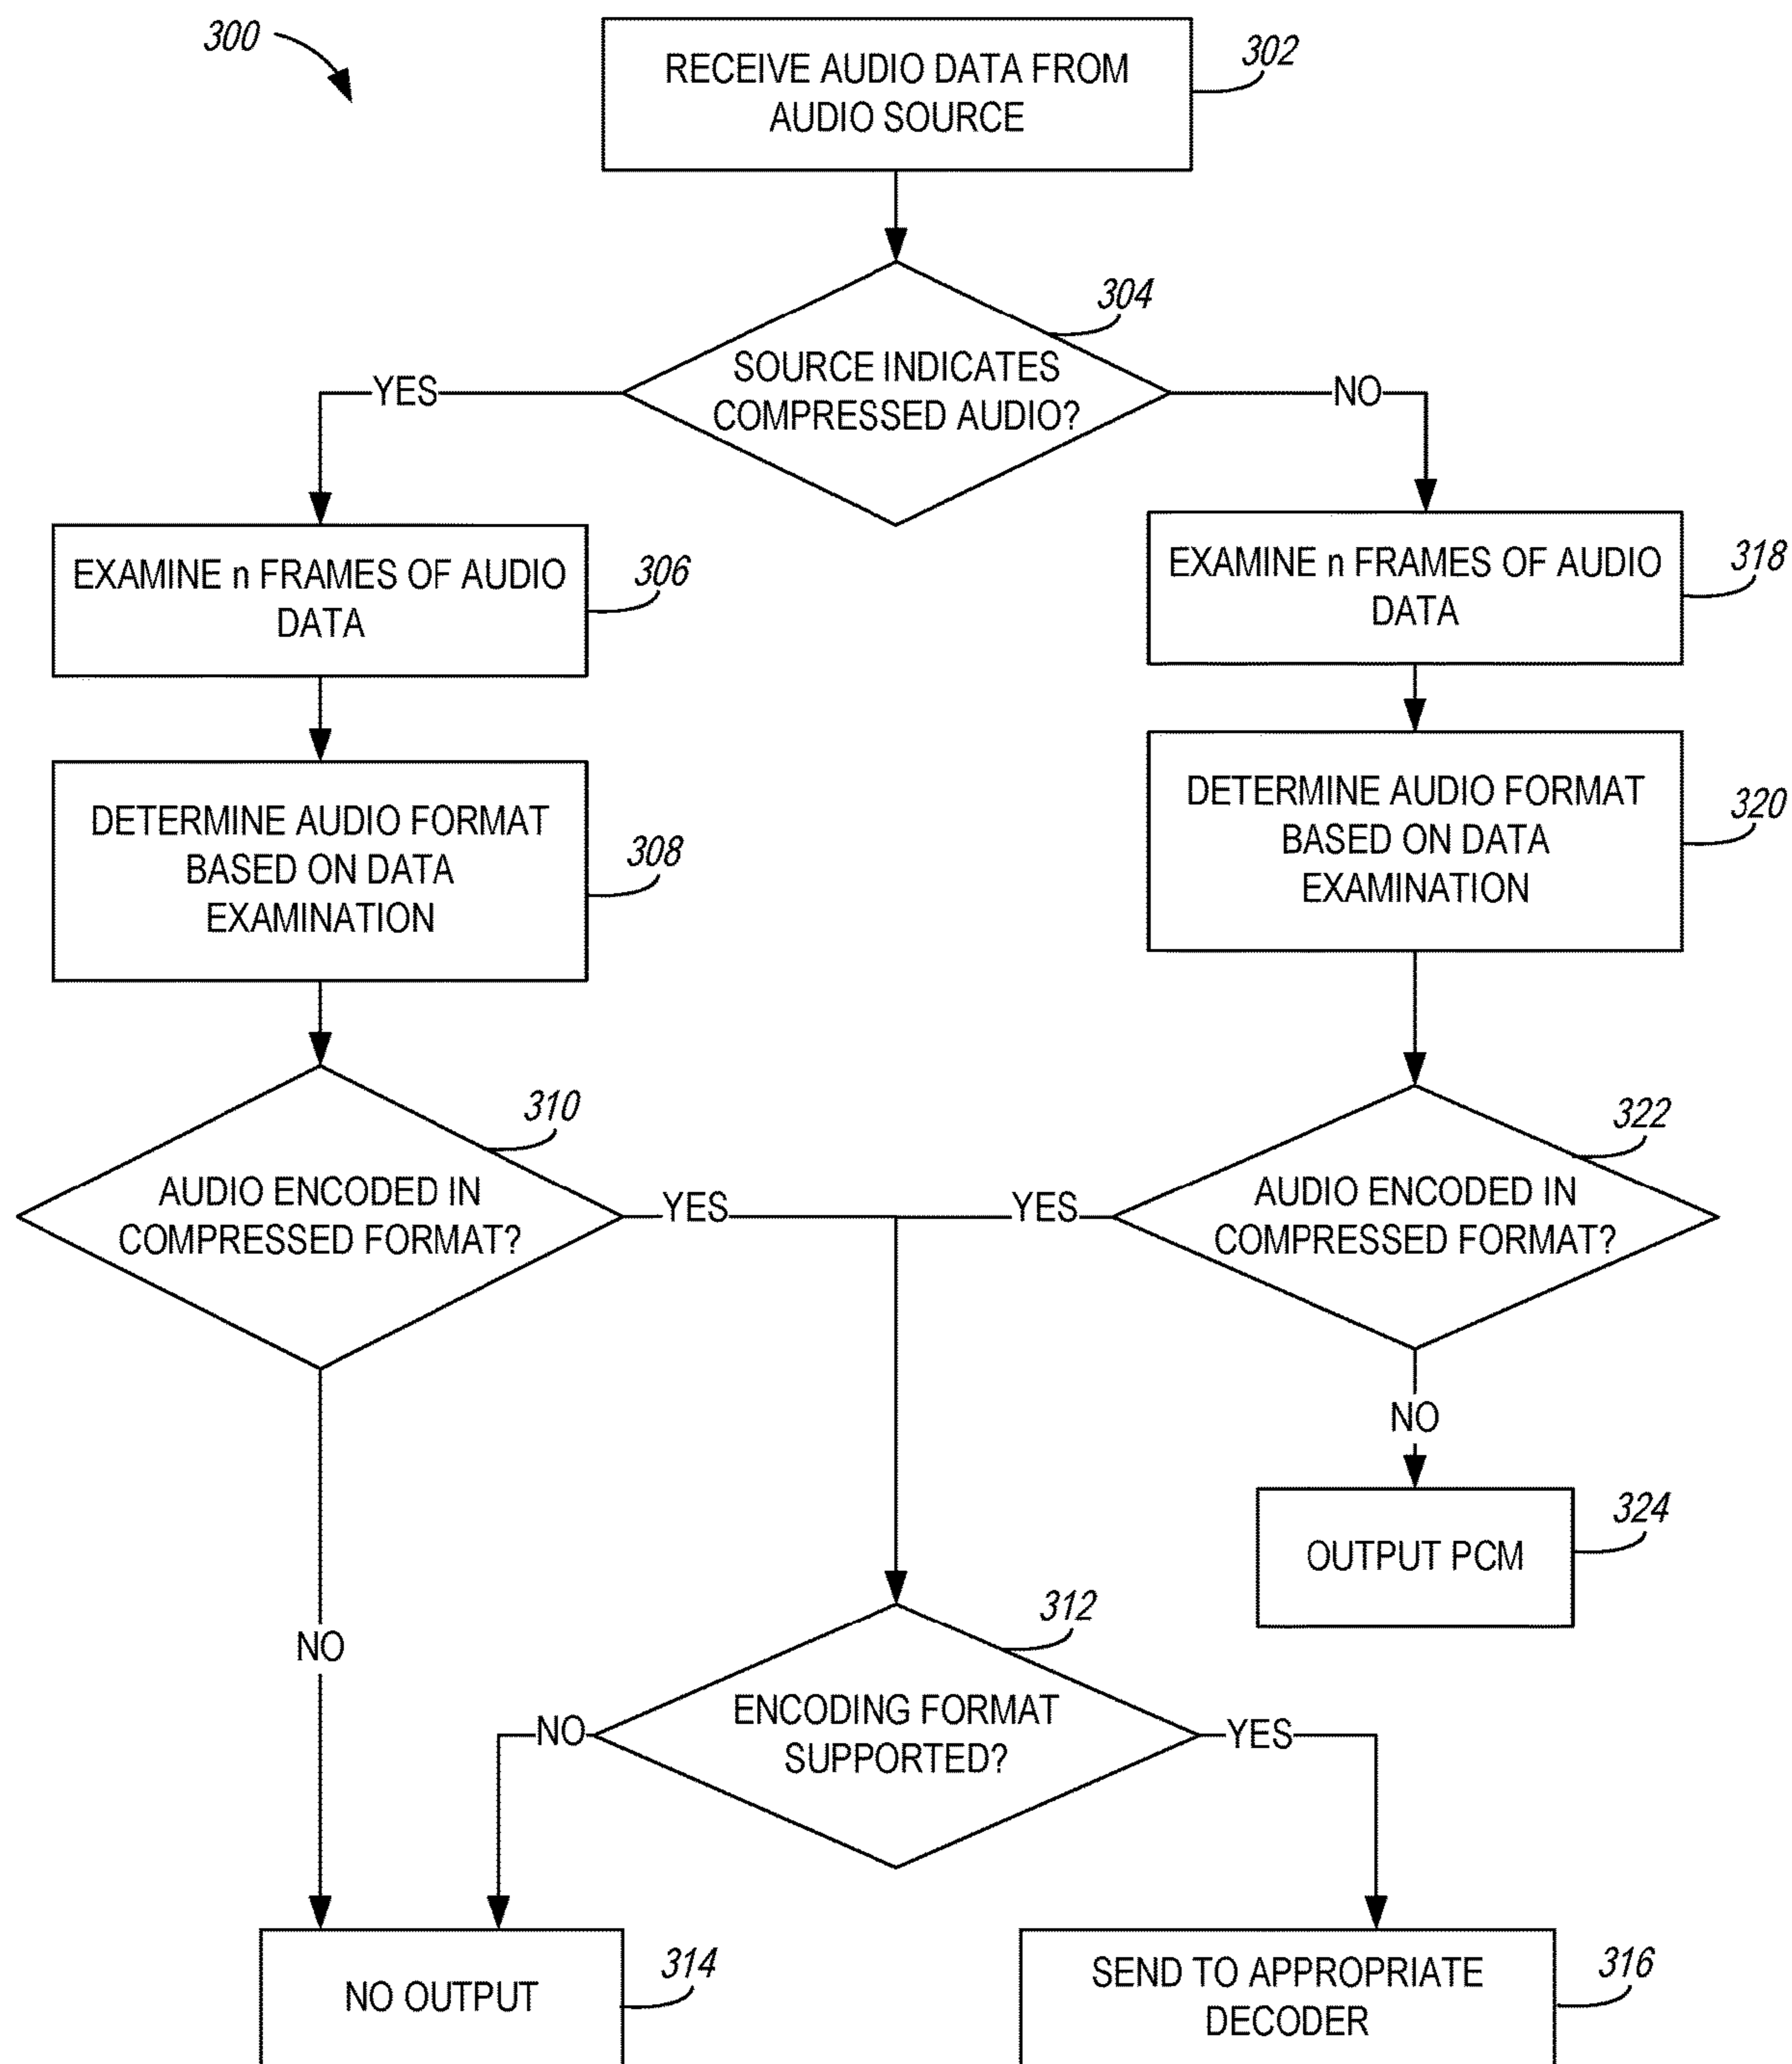 300
RECEIVE AUDIO DATA FROM
AUDIO SOURCE
302
304
SOURCE INDICATES
COMPRESSED AUDIO?
YES
NO
EXAMINE n FRAMES OF AUDIO
DATA
306
EXAMINE n FRAMES OF AUDIO
DATA
318
DETERMINE AUDIO FORMAT
BASED ON DATA
EXAMINATION
308
DETERMINE AUDIO FORMAT
BASED ON DATA
EXAMINATION
320
310
AUDIO ENCODED IN
COMPRESSED FORMAT?
YES
YES
322
AUDIO ENCODED IN
COMPRESSED FORMAT?
NO
OUTPUT PCM
324
NO
312
ENCODING FORMAT
SUPPORTED?
NO
YES
NO OUTPUT
314
SEND TO APPROPRIATE
DECODER
316